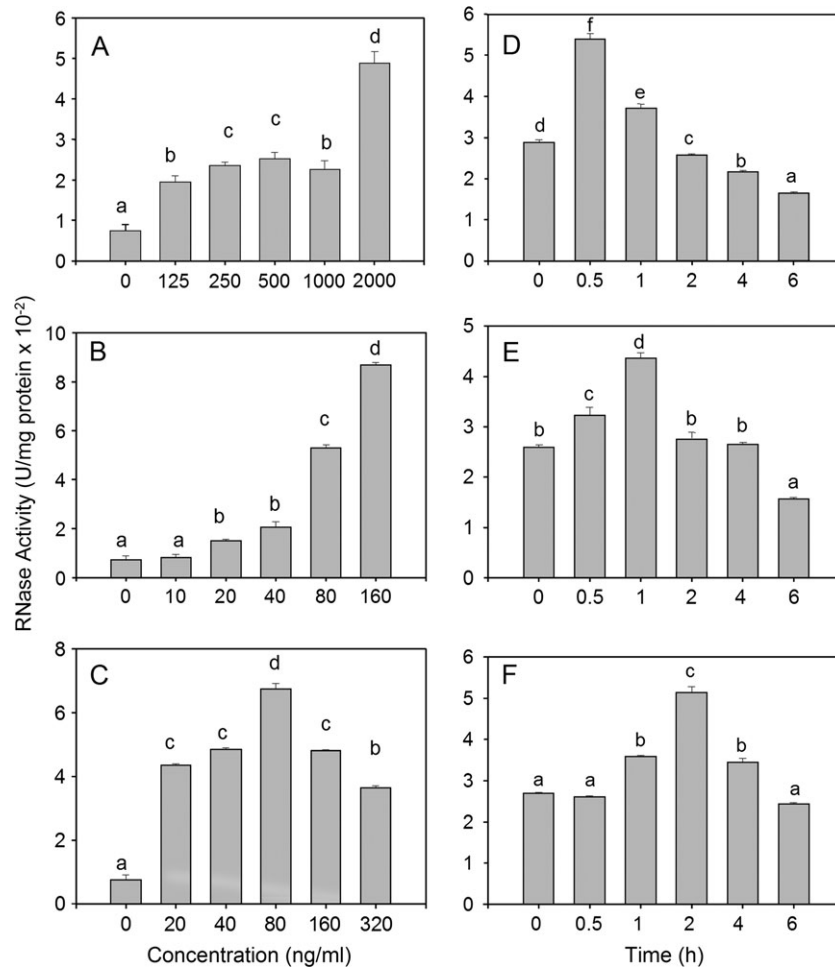 RNase Activity (U/mg protein x 10-2)
A
6
5
4
3
2
1
0
a
b
c
c
b
d
0 125 250 500 1000 2000
D
6
5
4
3
2
1
0
d
f
e
c
b
a
0 0.5 1 2 4 6
B
10
8
6
4
2
0
a
a
b
b
c
d
0 10 20 40 80 160
E
5
4
3
2
1
0
b
c
d
b
b
a
0 0.5 1 2 4 6
C
8
6
4
2
0
a
c
c
d
c
b
0 20 40 80 160 320
Concentration (ng/ml)
F
6
5
4
3
2
1
0
a
a
b
c
b
a
0 0.5 1 2 4 6
Time (h)